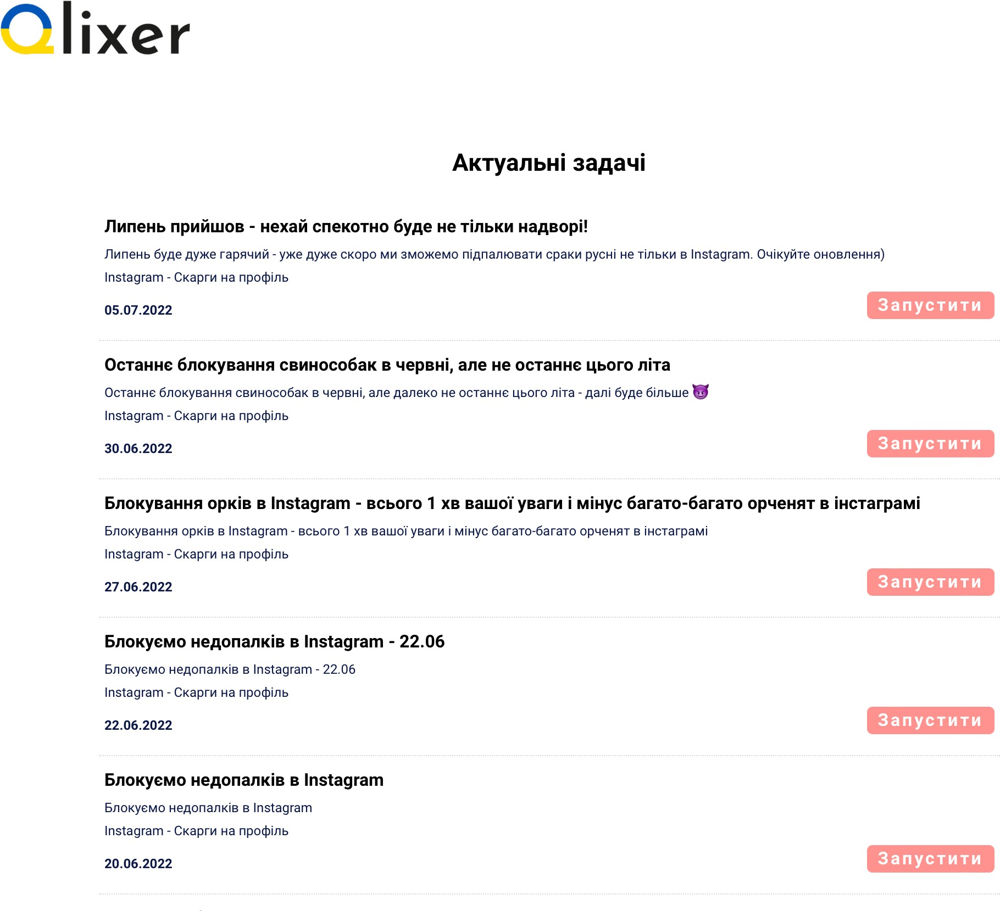 Qlixer
Актуальні задачі
Липень прийшов - нехай спекотно буде не тільки надворі!
Липень буде дуже гарячий - уже дуже скоро ми зможемо підпалювати сраки русні не тільки в Instagram. Очікуйте оновлення)
Instagram - Скарги на профіль
05.07.2022
Запустити
Останнє блокування свинособак в червні, але не останнє цього літа
Останнє блокування свинособак в червні, але далеко не останнє цього літа - далі буде більше 😈
Instagram - Скарги на профіль
30.06.2022
Запустити
Блокування орків в Instagram - всього 1 хв вашої уваги і мінус багато-багато орченят в інстаграмі
Блокування орків в Instagram - всього 1 хв вашої уваги і мінус багато-багато орченят в інстаграмі
Instagram - Скарги на профіль
27.06.2022
Запустити
Блокуємо недопалків в Instagram - 22.06
Блокуємо недопалків в Instagram - 22.06
Instagram - Скарги на профіль
22.06.2022
Запустити
Блокуємо недопалків в Instagram
Блокуємо недопалків в Instagram
Instagram - Скарги на профіль
20.06.2022
Запустити